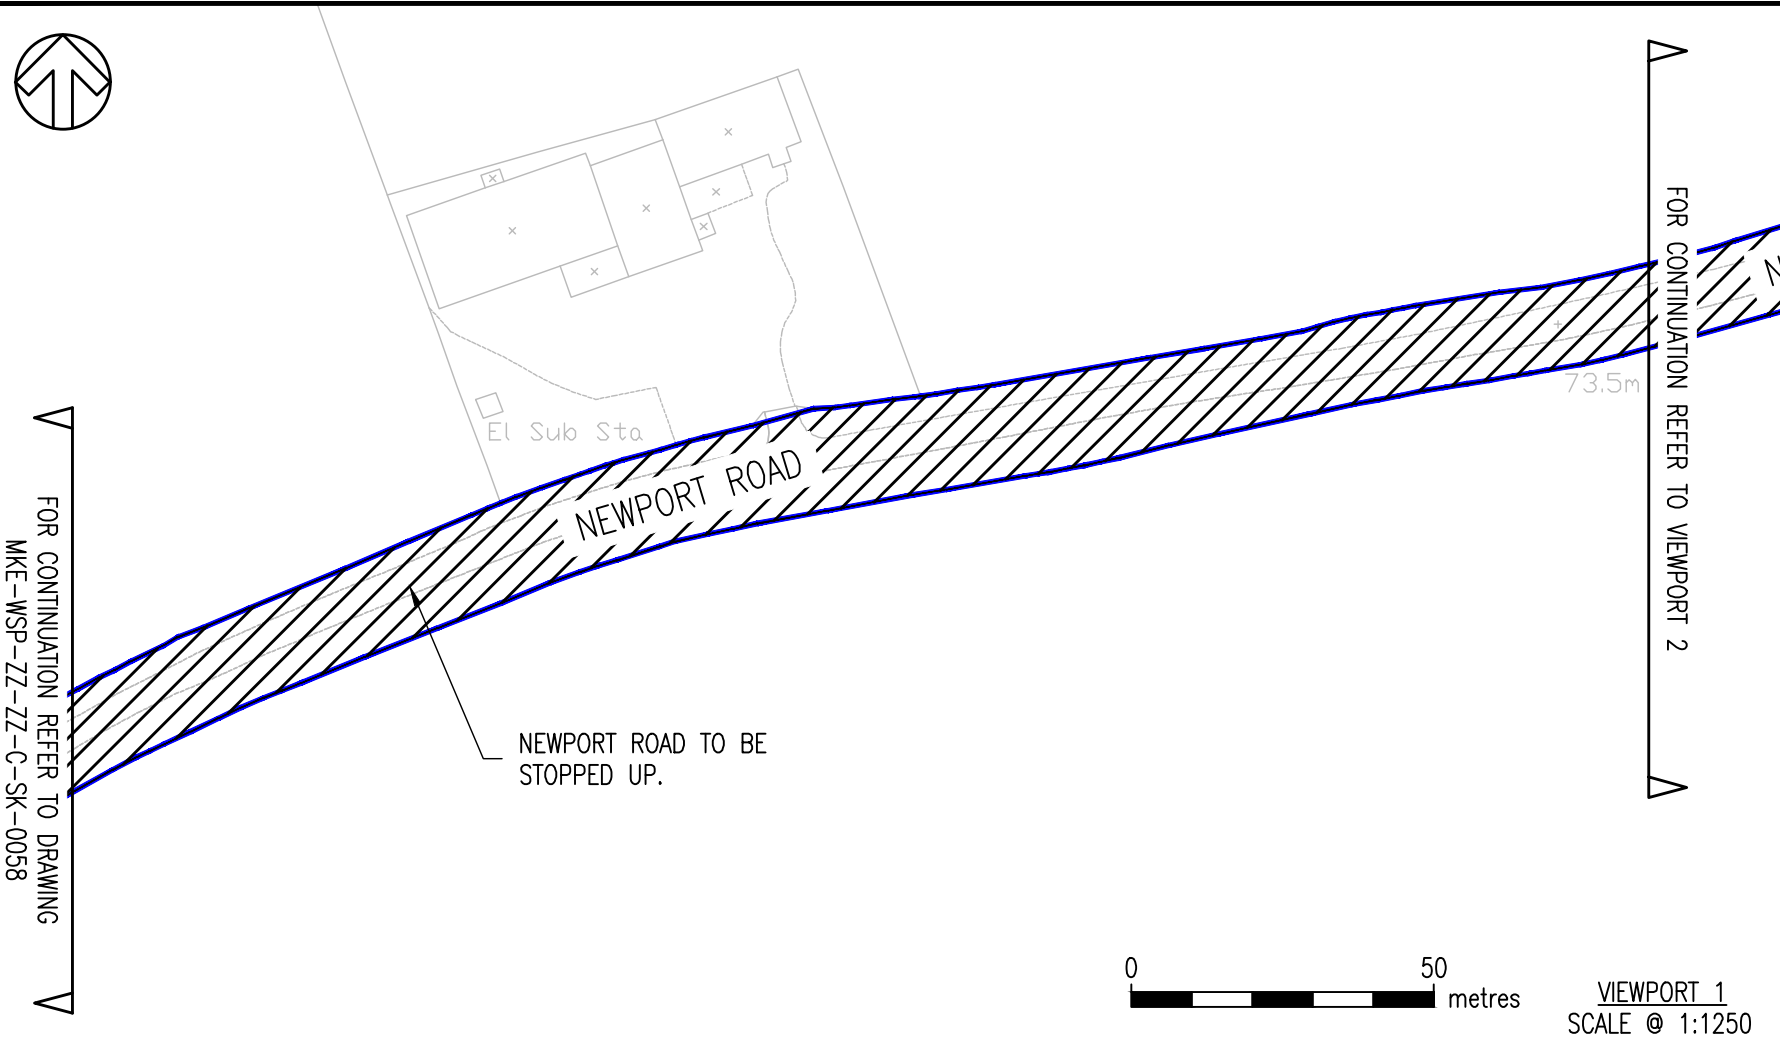 FOR CONTINUATION REFER TO VIEWPORT 2
N
73.5m
El Sub Sta
NEWPORT ROAD
FOR CONTINUATION REFER TO DRAWING
MKE-WSP-ZZ-ZZ-C-SK-0058
NEWPORT ROAD TO BE
STOPPED UP.
0 50
metres
VIEWPORT 1
SCALE @ 1:1250